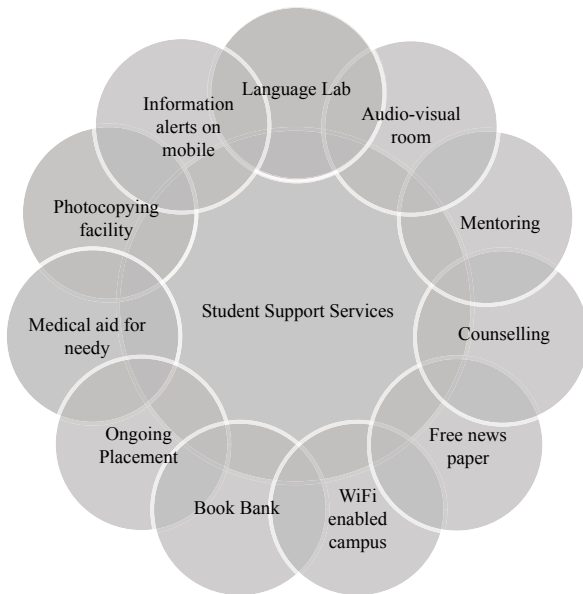 Language Lab
Audio-visual
room
Mentoring
Counselling
Free news
paper
WiFi
enabled
campus
Book Bank
Ongoing
Placement
Medical aid for
needy
Photocopying
facility
Information
alerts on
mobile
Student Support Services